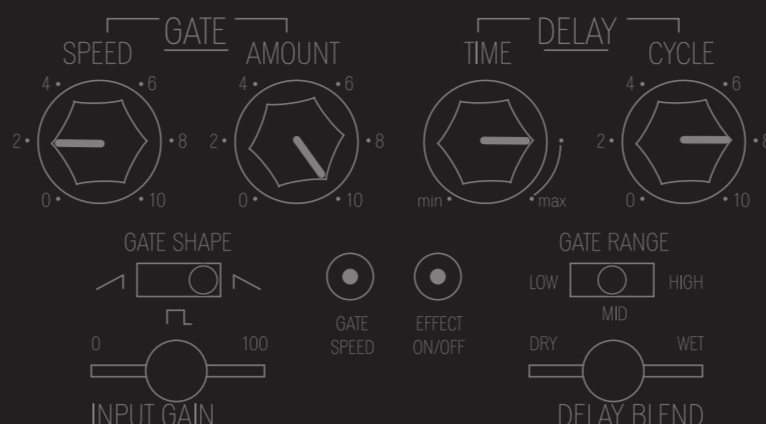 GATE
SPEED AMOUNT
4 6 4 6
2 8 2 8
0 10 0 10
DELAY
TIME CYCLE
4 6
2 8
min max 0 10
GATE SHAPE
GATE
SPEED
EFFECT
ON/OFF
GATE RANGE
LOW HIGH
MID
0 100
INPUT GAIN
DRY WET
DELAY BLEND